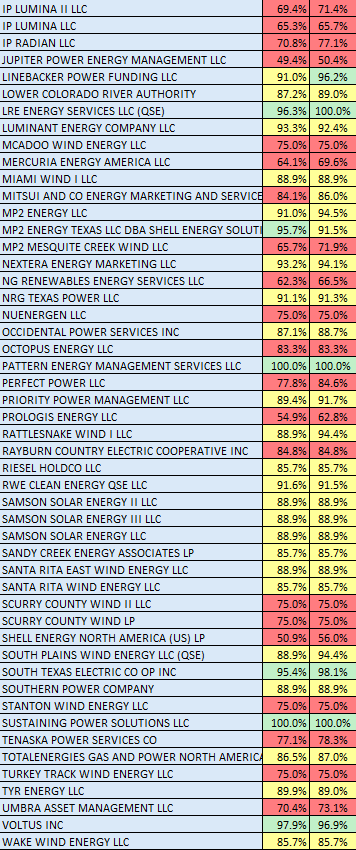 IP LUMINA II LLC 69.4% 71.4%
IP LUMINA LLC 65.3% 65.7%
IP RADIAN LLC 70.8% 77.1%
JUPITER POWER ENERGY MANAGEMENT LLC 49.4% 50.4%
LINEBACKER POWER FUNDING LLC 91.0% 96.2%
LOWER COLORADO RIVER AUTHORITY 87.2% 89.0%
LRE ENERGY SERVICES LLC (QSE) 96.3% 100.0%
LUMINANT ENERGY COMPANY LLC 93.3% 92.4%
MCADOO WIND ENERGY LLC 75.0% 75.0%
MERCURIA ENERGY AMERICA LLC 64.1% 69.6%
MIAMI WIND I LLC 88.9% 88.9%
MITSUI AND CO ENERGY MARKETING AND SERVICE 84.1% 86.0%
MP2 ENERGY LLC 91.0% 94.5%
MP2 ENERGY TEXAS LLC DBA SHELL ENERGY SOLUTI 95.7% 91.5%
MP2 MESQUITE CREEK WIND LLC 65.7% 71.9%
NEXTERA ENERGY MARKETING LLC 93.2% 94.1%
NG RENEWABLES ENERGY SERVICES LLC 62.3% 66.5%
NRG TEXAS POWER LLC 91.1% 91.3%
NUENERGEN LLC 75.0% 75.0%
OCCIDENTAL POWER SERVICES INC 87.1% 88.7%
OCTOPUS ENERGY LLC 83.3% 83.3%
PATTERN ENERGY MANAGEMENT SERVICES LLC 100.0% 100.0%
PERFECT POWER LLC 77.8% 84.6%
PRIORITY POWER MANAGEMENT LLC 89.4% 91.7%
PROLOGIS ENERGY LLC 54.9% 62.8%
RATTLESNAKE WIND I LLC 88.9% 94.4%
RAYBURN COUNTRY ELECTRIC COOPERATIVE INC 84.8% 84.8%
RIESEL HOLDCO LLC 85.7% 85.7%
RWE CLEAN ENERGY QSE LLC 91.6% 91.5%
SAMSON SOLAR ENERGY II LLC 88.9% 88.9%
SAMSON SOLAR ENERGY III LLC 88.9% 88.9%
SAMSON SOLAR ENERGY LLC 88.9% 88.9%
SANDY CREEK ENERGY ASSOCIATES LP 85.7% 85.7%
SANTA RITA EAST WIND ENERGY LLC 88.9% 88.9%
SANTA RITA WIND ENERGY LLC 85.7% 85.7%
SCURRY COUNTY WIND II LLC 75.0% 75.0%
SCURRY COUNTY WIND LP 75.0% 75.0%
SHELL ENERGY NORTH AMERICA (US) LP 50.9% 56.0%
SOUTH PLAINS WIND ENERGY LLC (QSE) 88.9% 94.4%
SOUTH TEXAS ELECTRIC CO OP INC 95.4% 98.1%
SOUTHERN POWER COMPANY 88.9% 88.9%
STANTON WIND ENERGY LLC 75.0% 75.0%
SUSTAINING POWER SOLUTIONS LLC 100.0% 100.0%
TENASKA POWER SERVICES CO 77.1% 78.3%
TOTALENERGIES GAS AND POWER NORTH AMERICA 86.5% 87.0%
TURKEY TRACK WIND ENERGY LLC 75.0% 75.0%
TYR ENERGY LLC 89.9% 89.0%
UMBRA ASSET MANAGEMENT LLC 70.4% 73.1%
VOLTUS INC 97.9% 96.9%
WAKE WIND ENERGY LLC 85.7% 85.7%